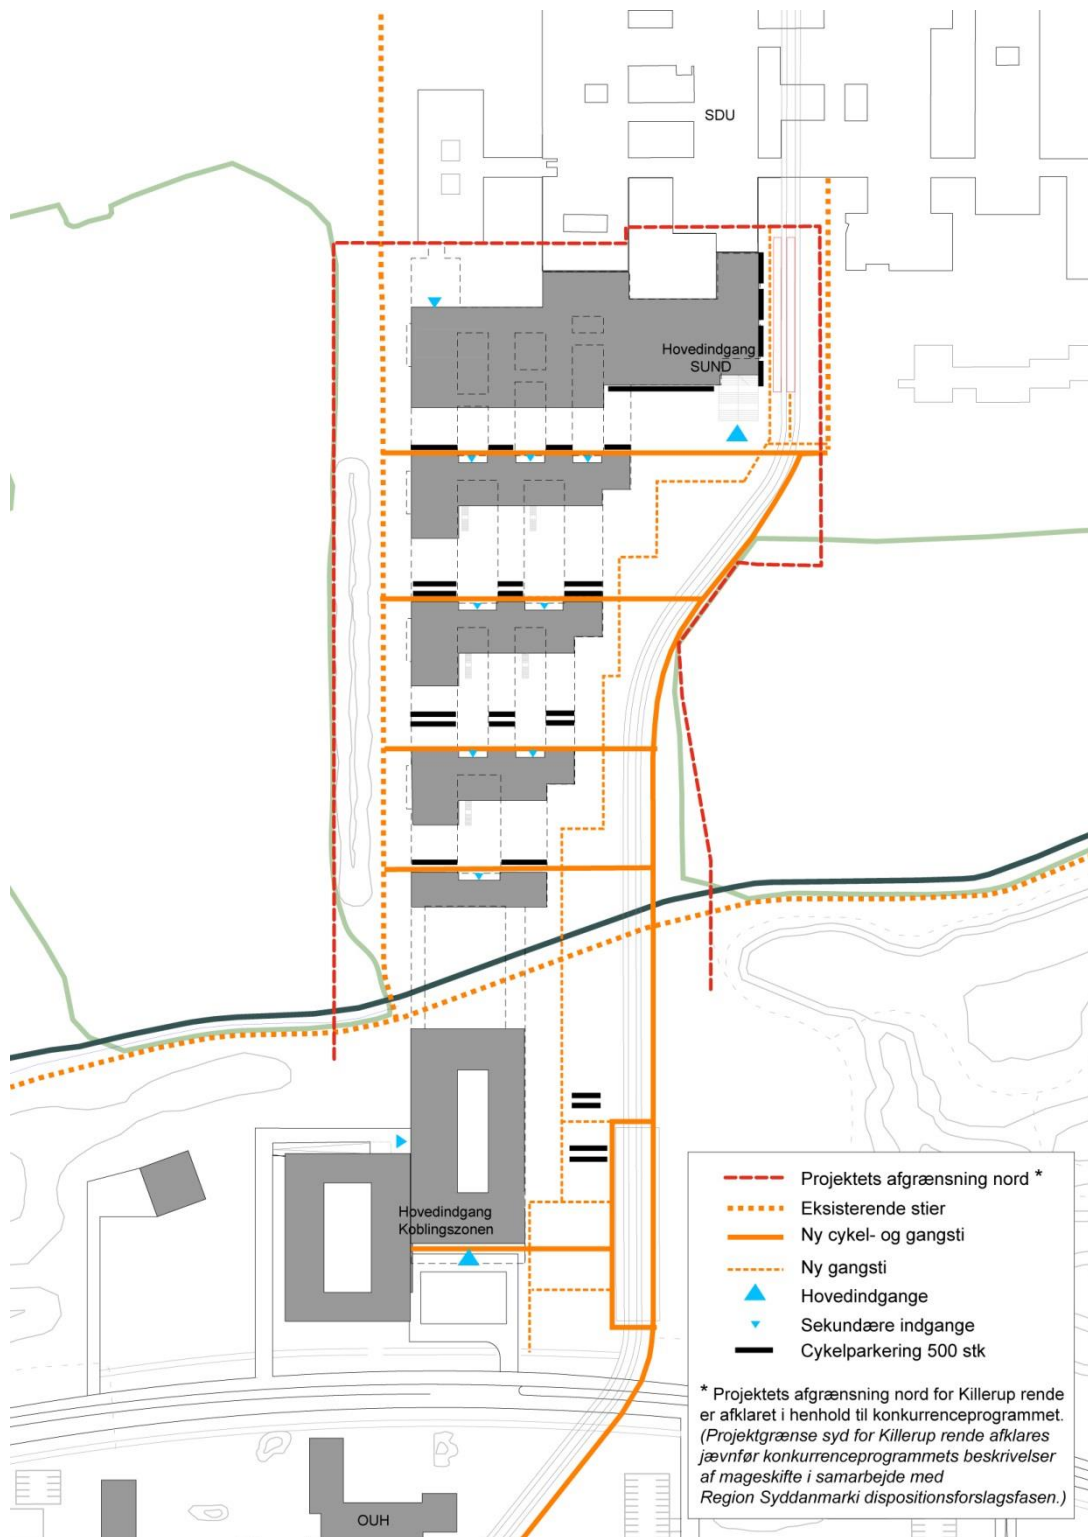 SDU
Hovedindgang
SUND
Hovedindgang
Koblingszonen
OUH
Projektets afgrænsning nord *
Eksisterende stier
Ny cykel- og gangsti
Ny gangsti
Hovedindgange
Sekundære indgange
Cykelparkering 500 stk
* Projektets afgrænsning nord for Killerup rende
er afklaret i henhold til konkurrenceprogrammet.
(Projektgrænse syd for Killerup rende afklares
jævnfør konkurrenceprogrammets beskrivelser
af mageskifte i samarbejde med
Region Syddanmarki dispositionsforslagsfasen.)